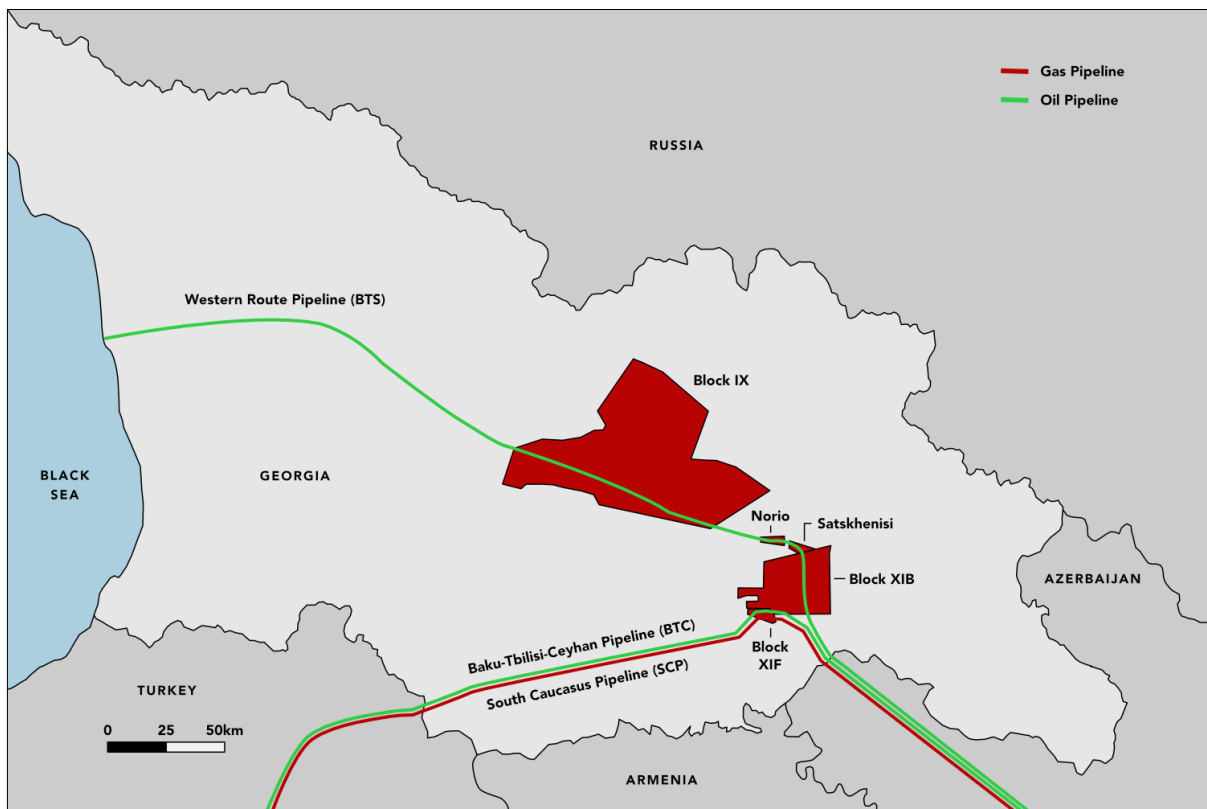 Gas Pipeline
Oil Pipeline
RUSSIA
Western Route Pipeline (BTS)
Block IX
BLACK
SEA
GEORGIA
Norio
Satskhenisi
Block XIB
AZERBAIJAN
Baku-Tbilisi-Ceyhan Pipeline (BTC)
South Caucasus Pipeline (SCP)
Block
XIF
TURKEY
0 25 50km
ARMENIA